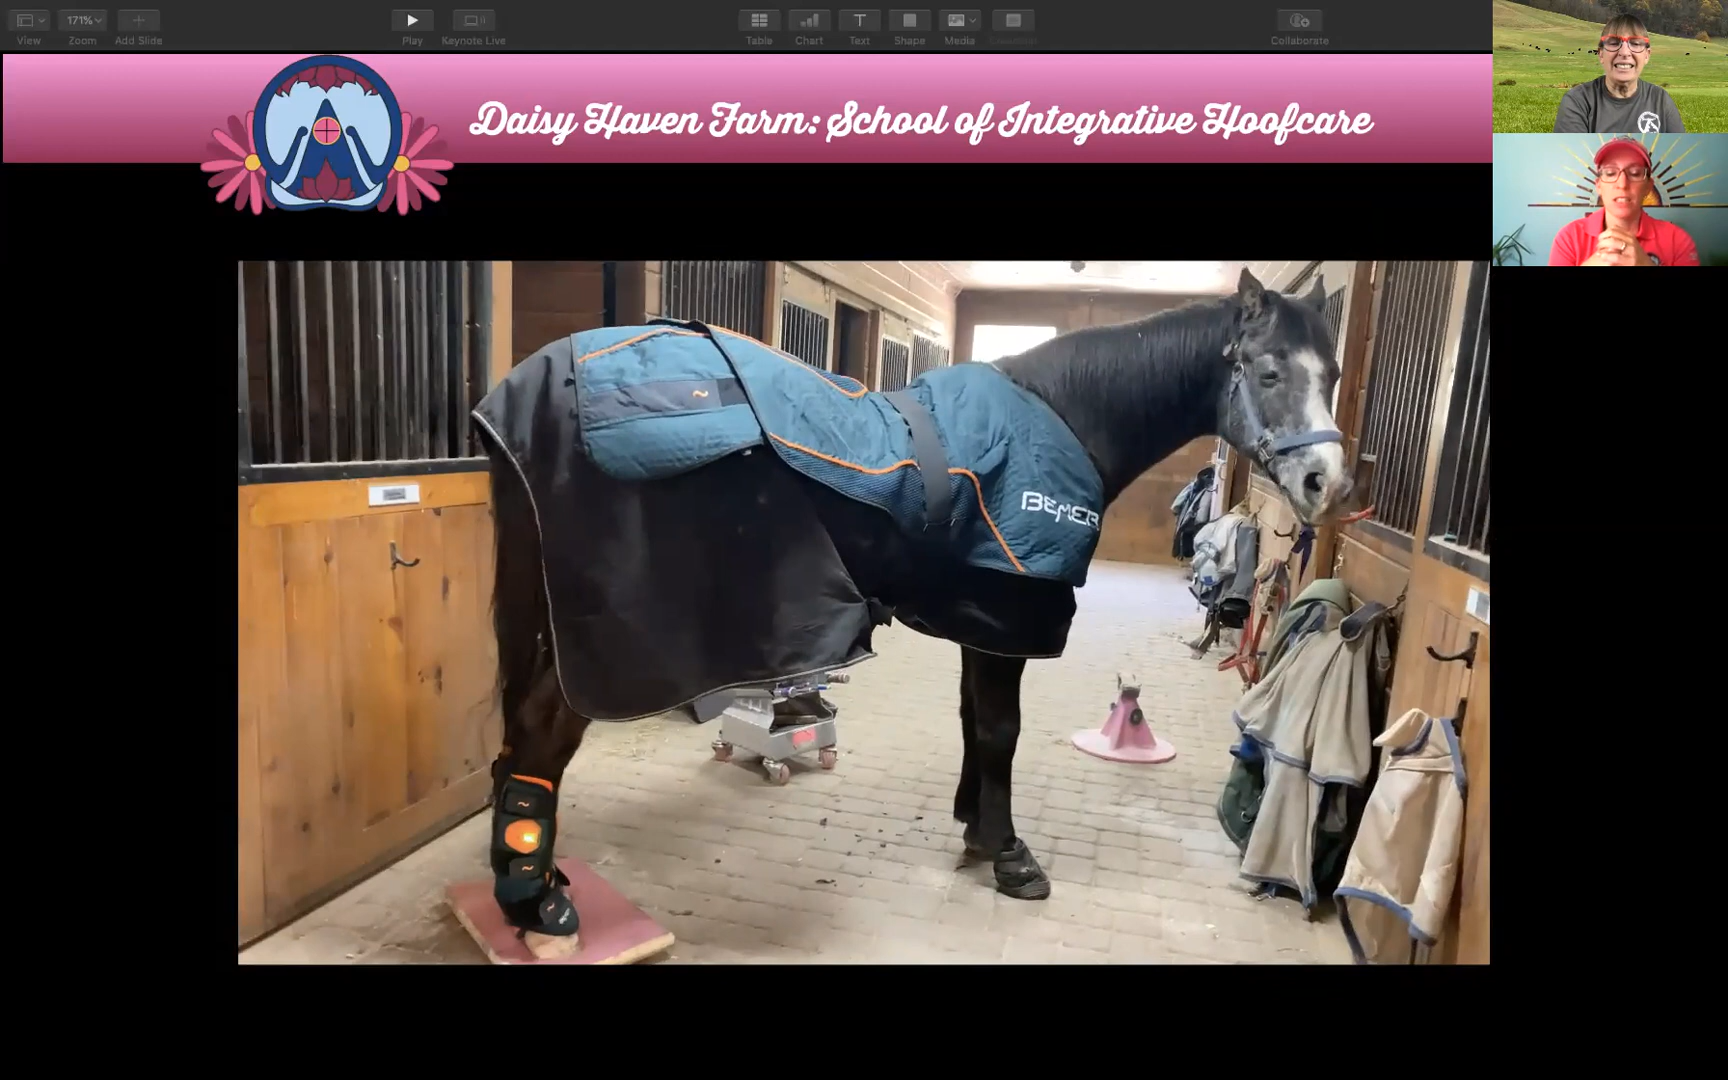 171%
View
Zoom
Add Slide
Play
Keynote Live
Table
Chart
Text
Shape
Media
Collaborate
Daisy Haven Farm: School of Integrative Hoofcare
BEMER